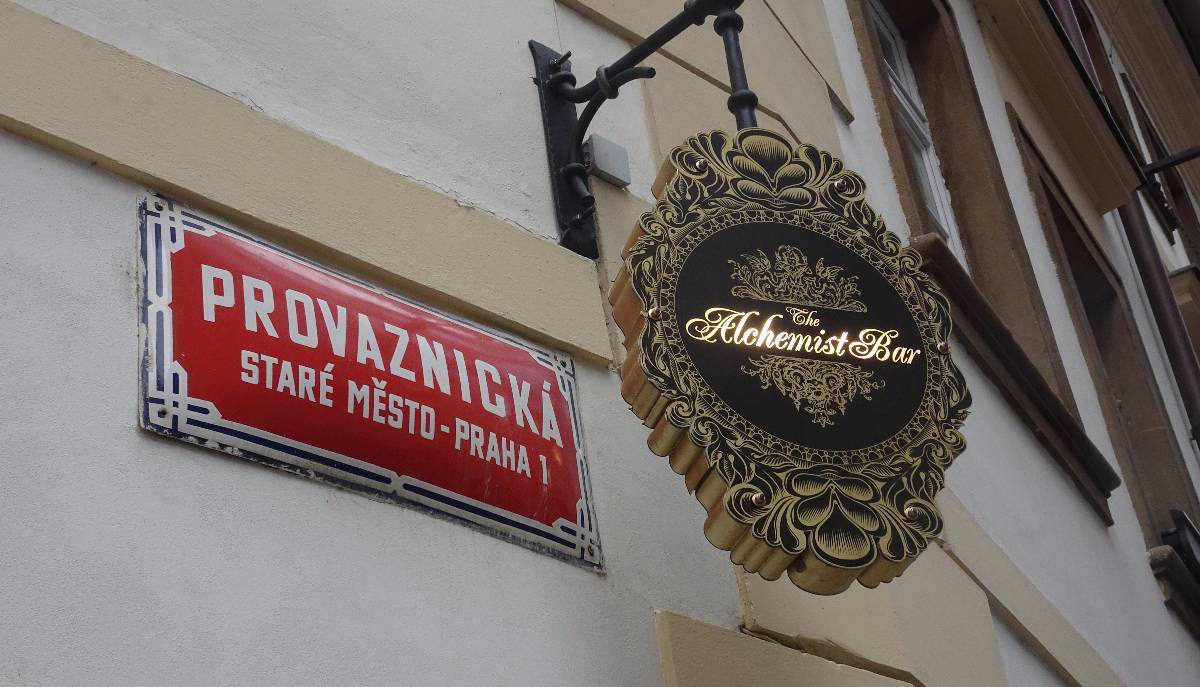 PROVAZNICKÁ
STARÉ MĚSTO - PRAHA 1
The
Alchemist Bar